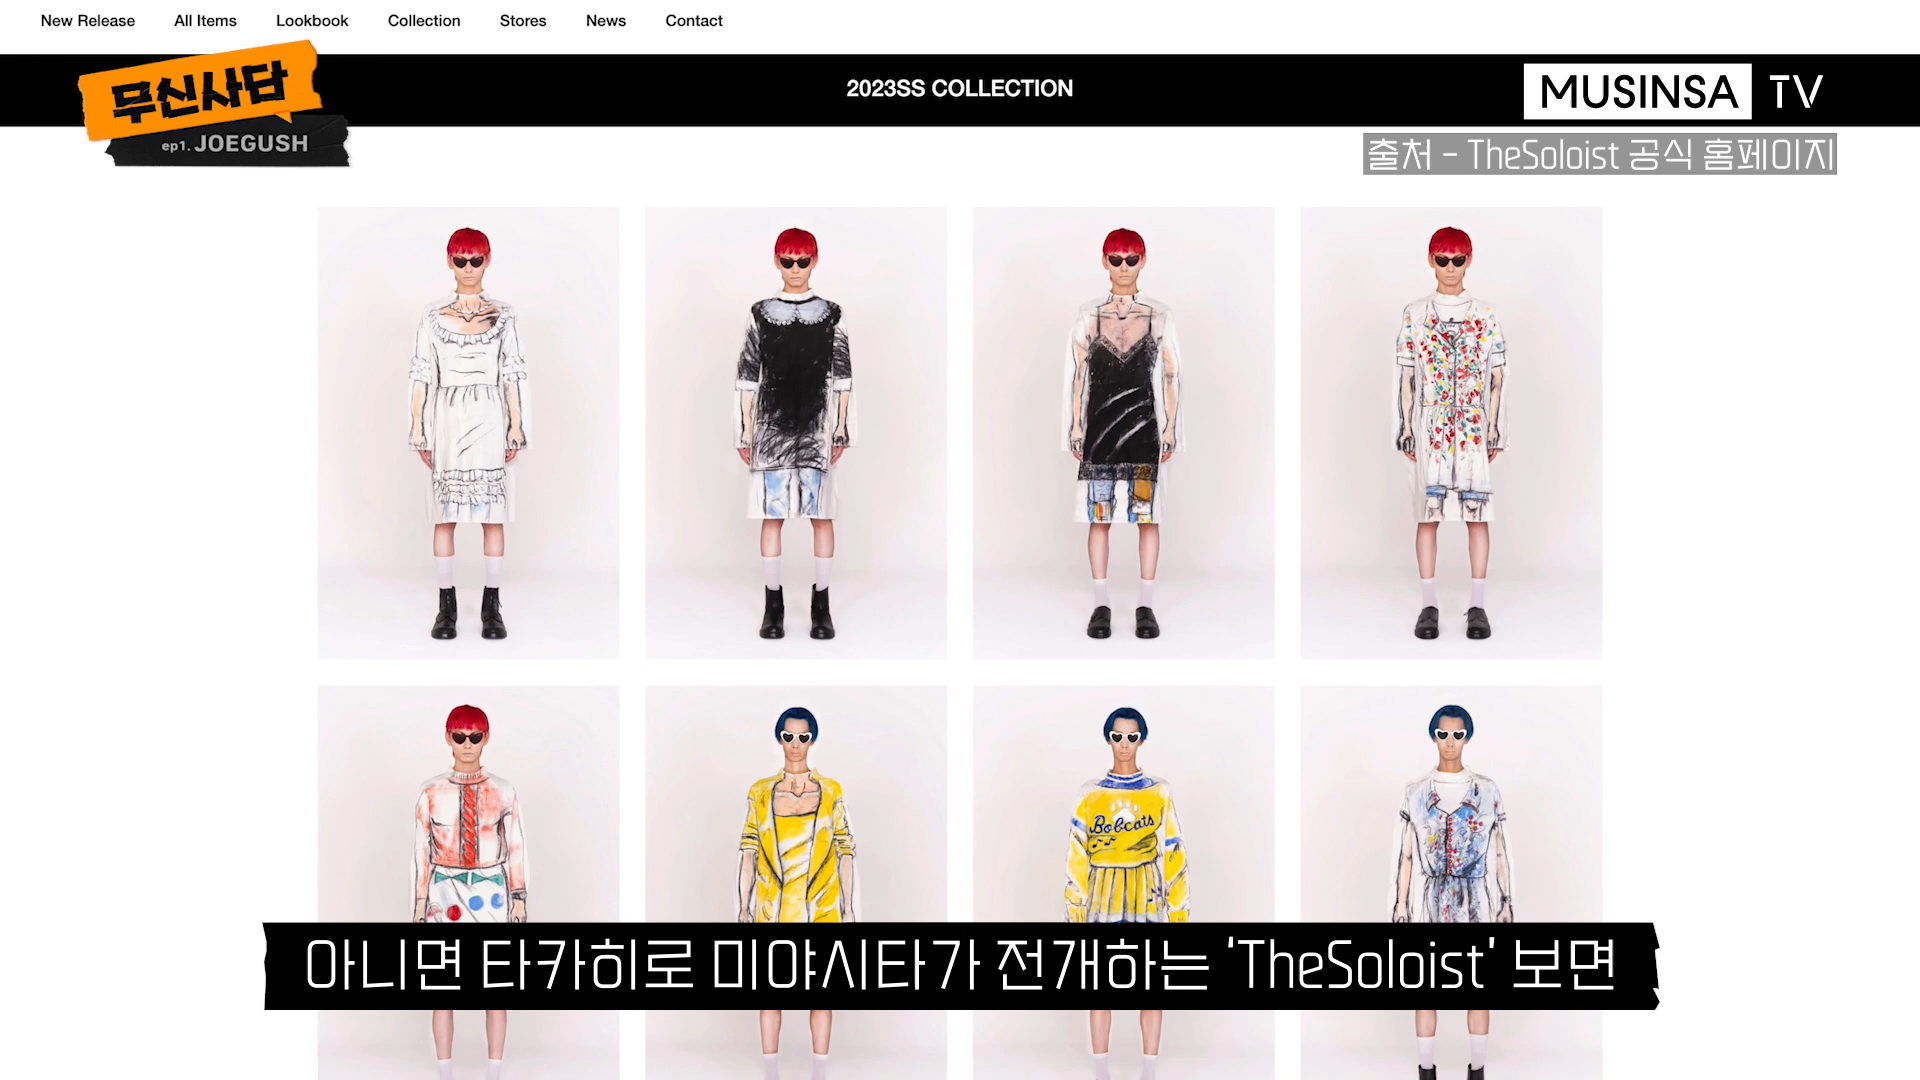 New Release All Items Lookbook Collection Stores News Contact
무신사담
ep1. JOEGUSH
2023SS COLLECTION
MUSINSA TV
출처 - TheSoloist 공식 홈페이지
Bobcats
아니면 타카히로 미야시타가 전개하는 ‘TheSoloist’ 보면